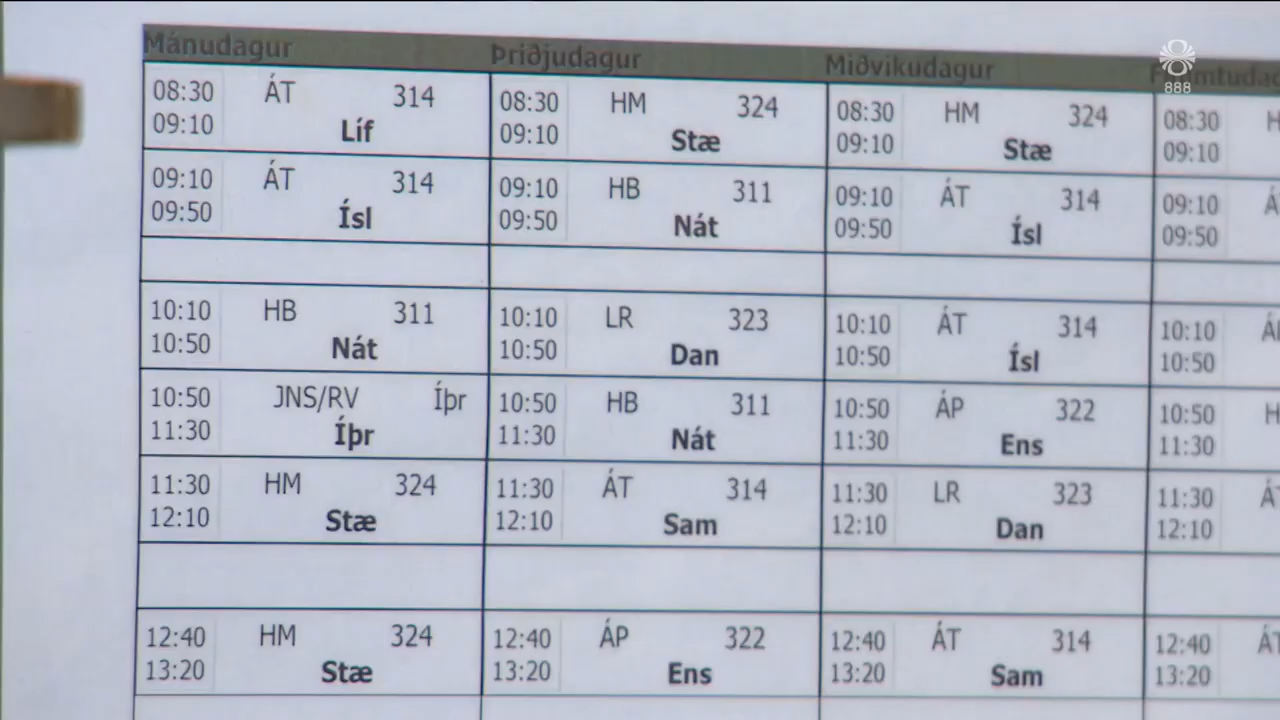 Mánudagur Þriðjudagur Miðvikudagur
888
08:30 ÁT 314 08:30 HM 324 08:30 HM 324 08:30
09:10 Líf 09:10 Stæ 09:10 Stæ 09:10
09:10 ÁT 314 09:10 HB 311 09:10 ÁT 314 09:10
09:50 Ísl 09:50 Nát 09:50 Ísl 09:50
10:10 HB 311 10:10 LR 323 10:10 ÁT 314 10:10
10:50 Nát 10:50 Dan 10:50 Ísl 10:50
10:50 JNS/RV Íþr 10:50 HB 311 10:50 ÁP 322 10:50
11:30 Íþr 11:30 Nát 11:30 Ens 11:30
11:30 HM 324 11:30 ÁT 314 11:30 LR 323 11:30
12:10 Stæ 12:10 Sam 12:10 Dan 12:10
12:40 HM 324 12:40 ÁP 322 12:40 ÁT 314 12:40
13:20 Stæ 13:20 Ens 13:20 Sam 13:20